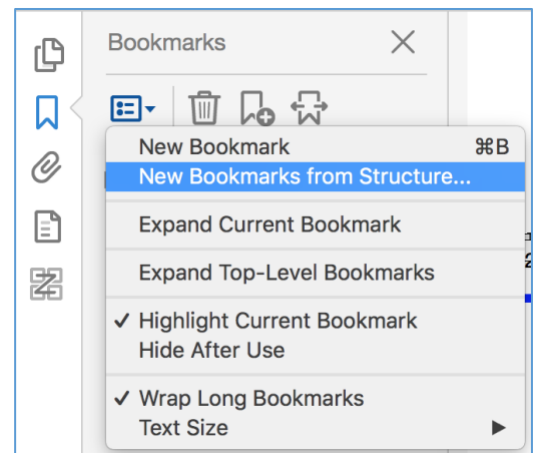 Bookmarks
New Bookmark ⌘B
New Bookmarks from Structure...
Expand Current Bookmark
Expand Top-Level Bookmarks
✓ Highlight Current Bookmark
Hide After Use
✓ Wrap Long Bookmarks
Text Size ▶